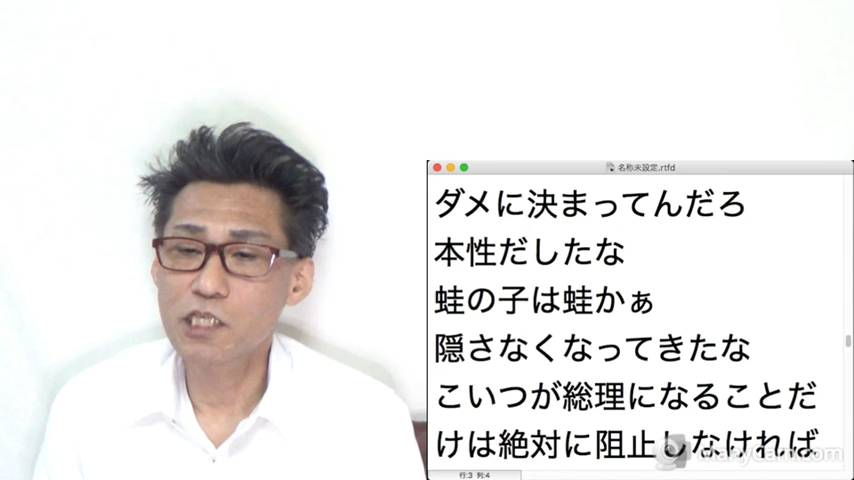 名称未設定.rtfd
ダメに決まってんだろ
本性だしたな
蛙の子は蛙かぁ
隠さなくなってきたな
こいつが総理になることだ
けは絶対に阻止しなければ
ManyCam.com
行:3 列:4